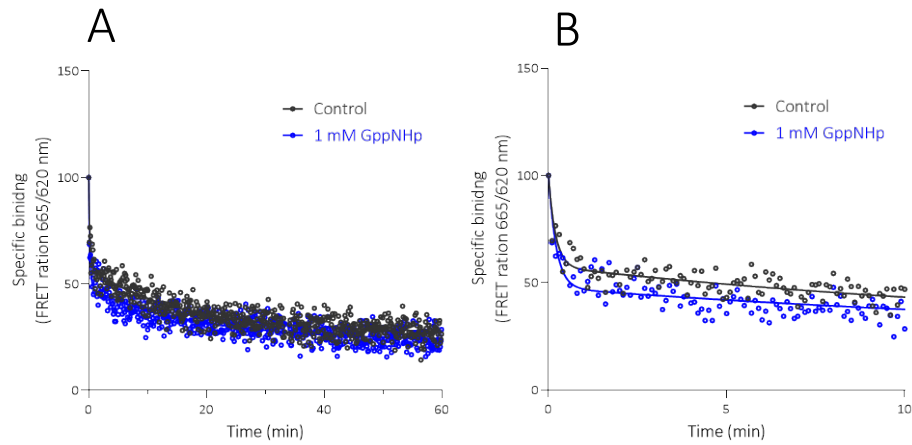 A
B
150
100
50
0
0
20
40
60
Time (min)
Specific binidng
(FRET ration 665/620 nm)
Control
1 mM GppNHp
150
100
50
0
0
5
10
Time (min)
Specific binidng
(FRET ration 665/620 nm)
Control
1 mM GppNHp